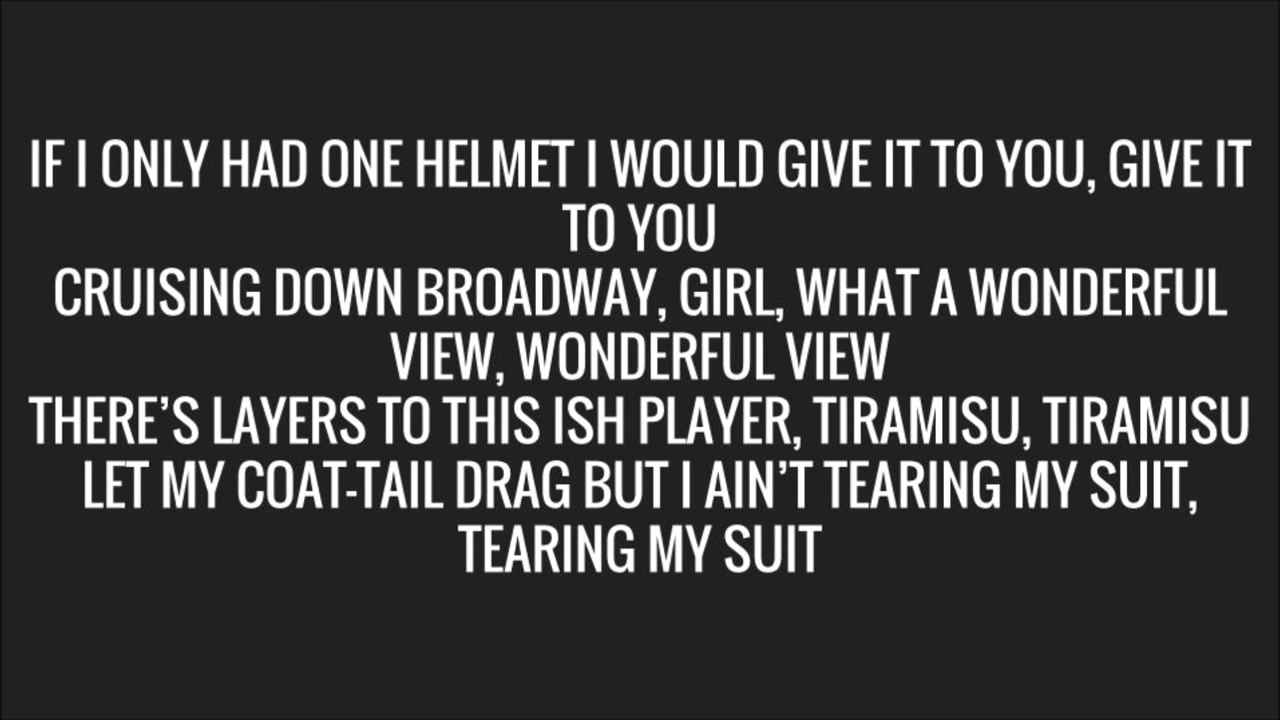 IF I ONLY HAD ONE HELMET I WOULD GIVE IT TO YOU, GIVE IT
TO YOU
CRUISING DOWN BROADWAY, GIRL, WHAT A WONDERFUL
VIEW, WONDERFUL VIEW
THERE’S LAYERS TO THIS ISH PLAYER, TIRAMISU, TIRAMISU
LET MY COAT-TAIL DRAG BUT I AIN’T TEARING MY SUIT,
TEARING MY SUIT